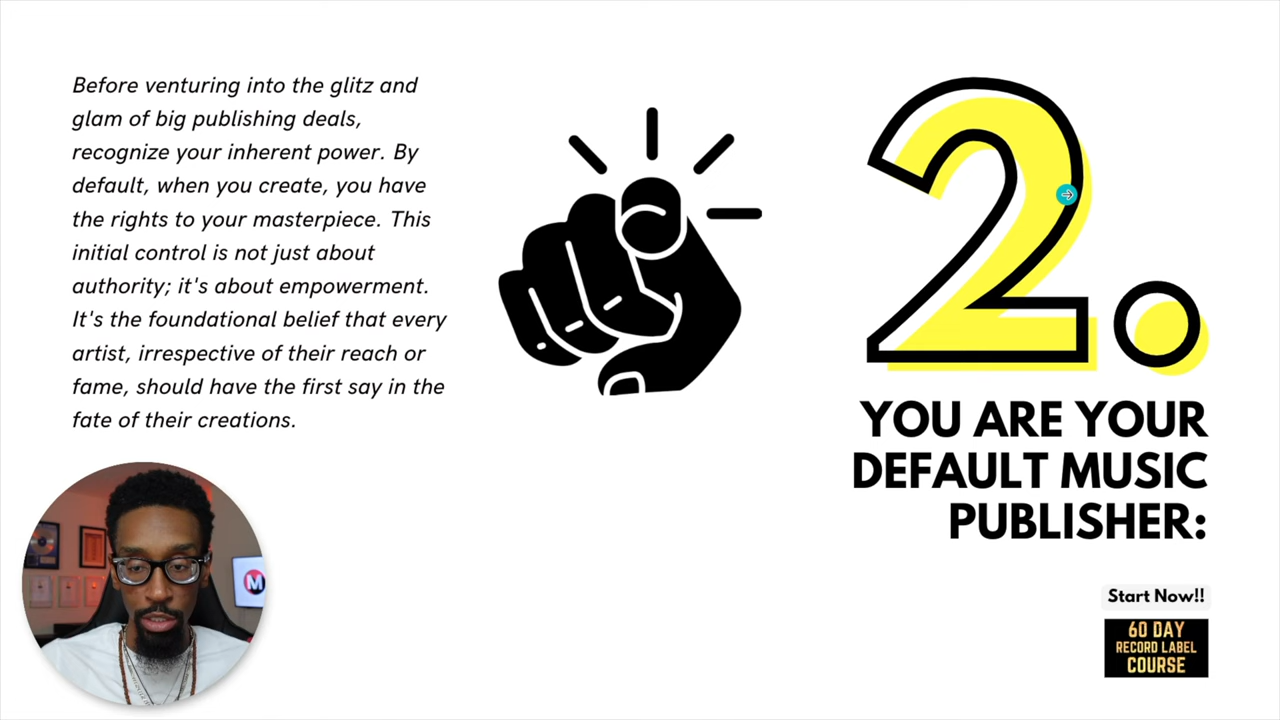 Before venturing into the glitz and
glam of big publishing deals,
recognize your inherent power. By
default, when you create, you have
the rights to your masterpiece. This
initial control is not just about
authority; it's about empowerment.
It's the foundational belief that every
artist, irrespective of their reach or
fame, should have the first say in the
fate of their creations.
2.
YOU ARE YOUR
DEFAULT MUSIC
PUBLISHER:
Start Now!!
60 DAY
RECORD LABEL
COURSE
M